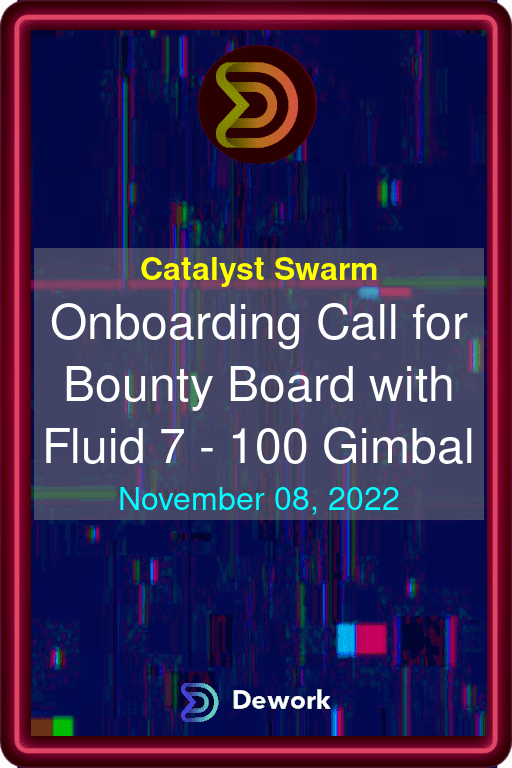 Catalyst Swarm
Onboarding Call for
Bounty Board with
Fluid 7 - 100 Gimbal
November 08, 2022
Dework